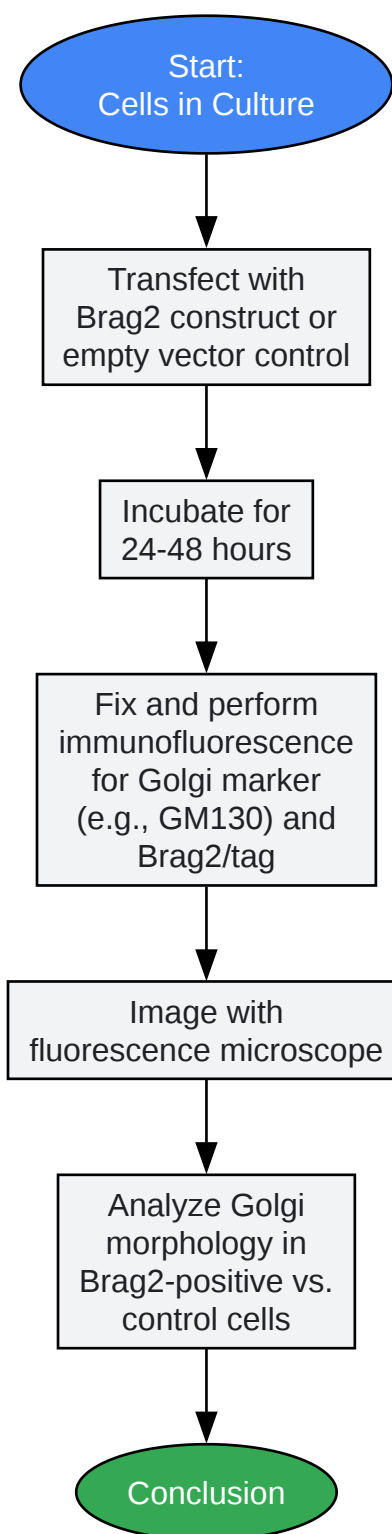 Start:
Cells in Culture
Transfect with
Brag2 construct or
empty vector control
Incubate for
24-48 hours
Fix and perform
immunofluorescence
for Golgi marker
(e.g., GM130) and
Brag2/tag
Image with
fluorescence microscope
Analyze Golgi
morphology in
Brag2-positive vs.
control cells
Conclusion